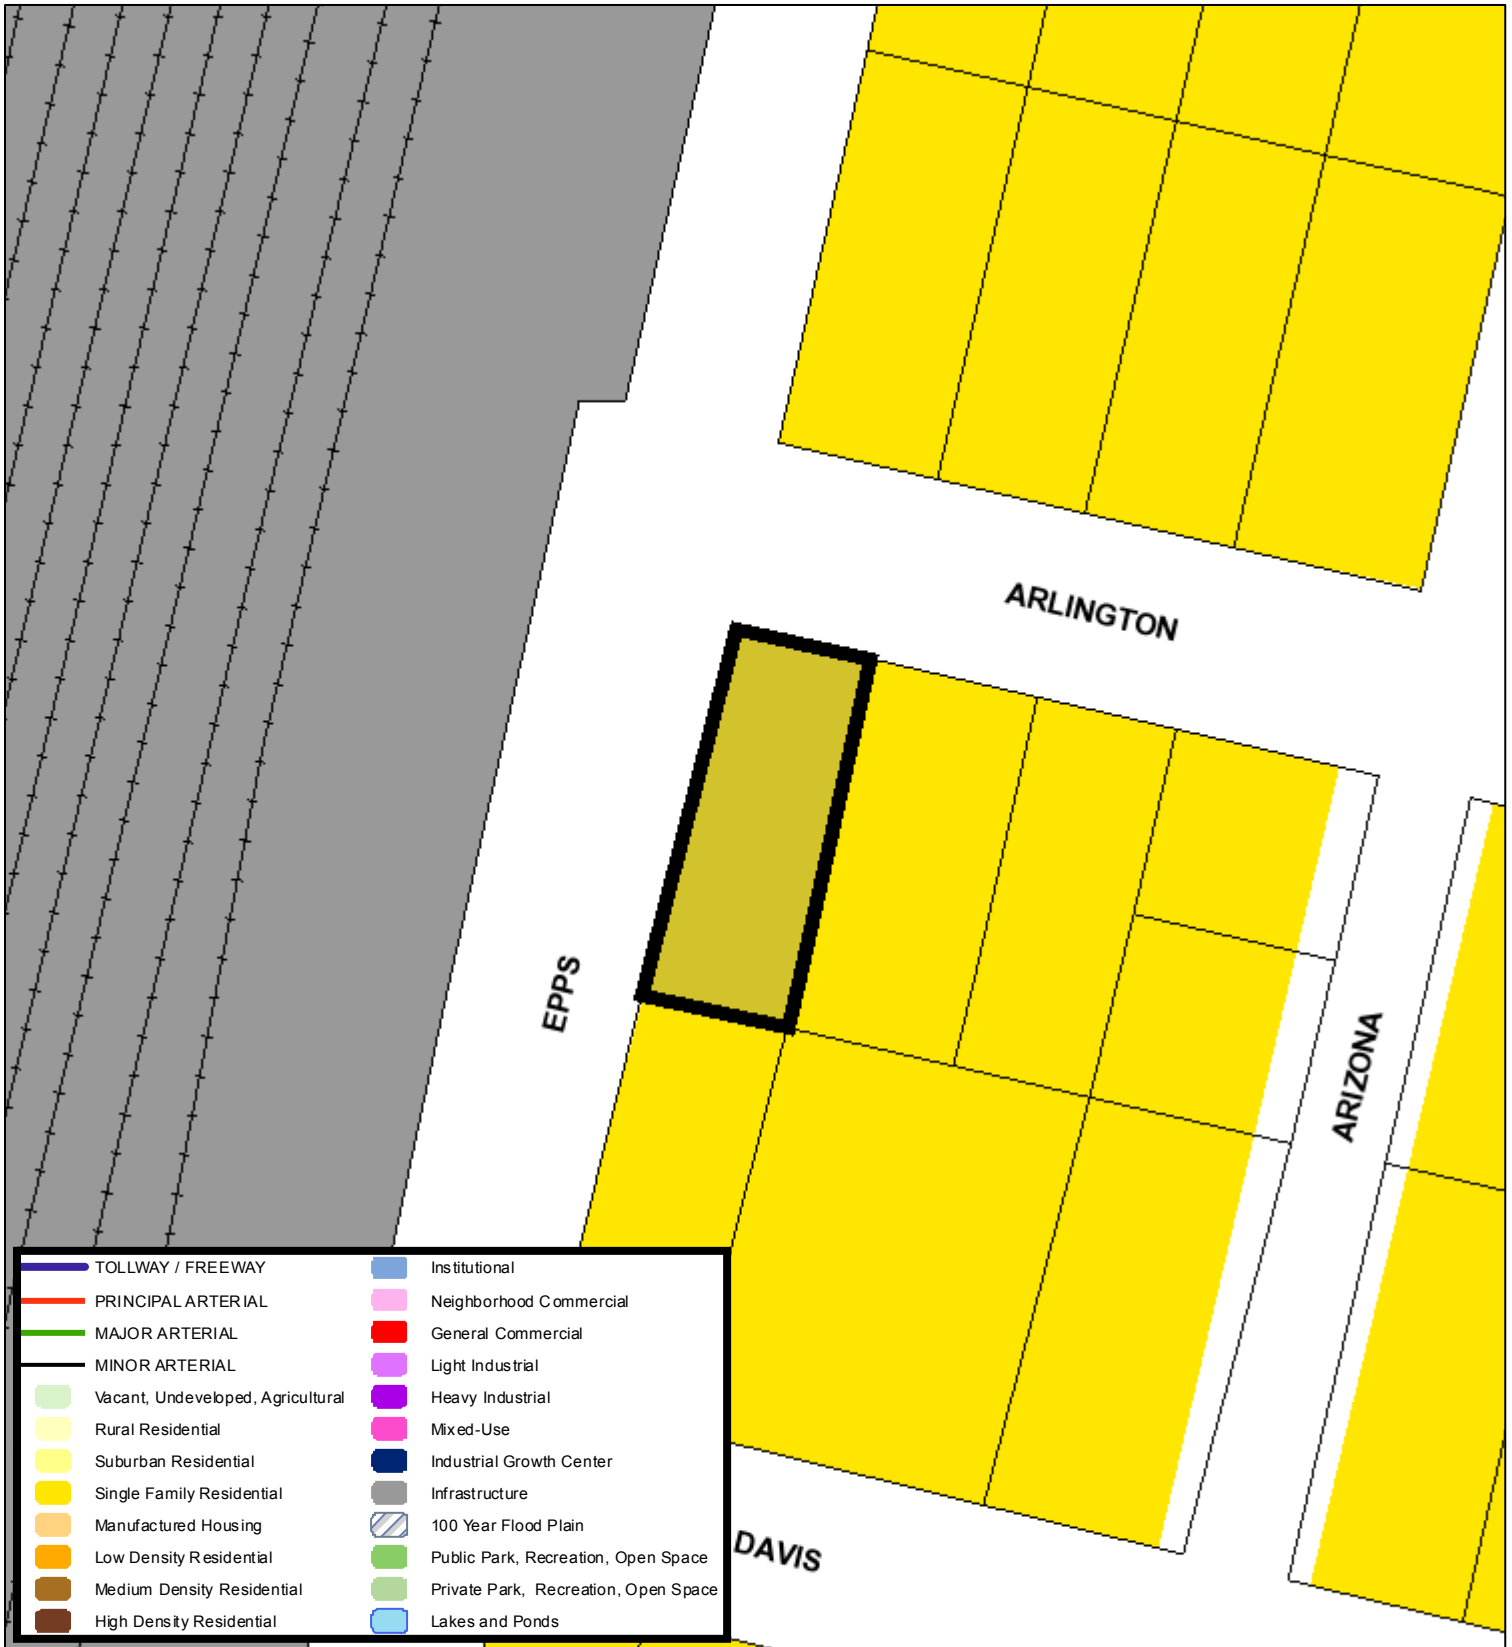 ARLINGTON
EPPS
ARIZONA
DAVIS
TOLLWAY / FREEWAY
PRINCIPAL ARTERIAL
MAJOR ARTERIAL
MINOR ARTERIAL
Vacant, Undeveloped, Agricultural
Rural Residential
Suburban Residential
Single Family Residential
Manufactured Housing
Low Density Residential
Medium Density Residential
High Density Residential
Institutional
Neighborhood Commercial
General Commercial
Light Industrial
Heavy Industrial
Mixed-Use
Industrial Growth Center
Infrastructure
100 Year Flood Plain
Public Park, Recreation, Open Space
Private Park, Recreation, Open Space
Lakes and Ponds